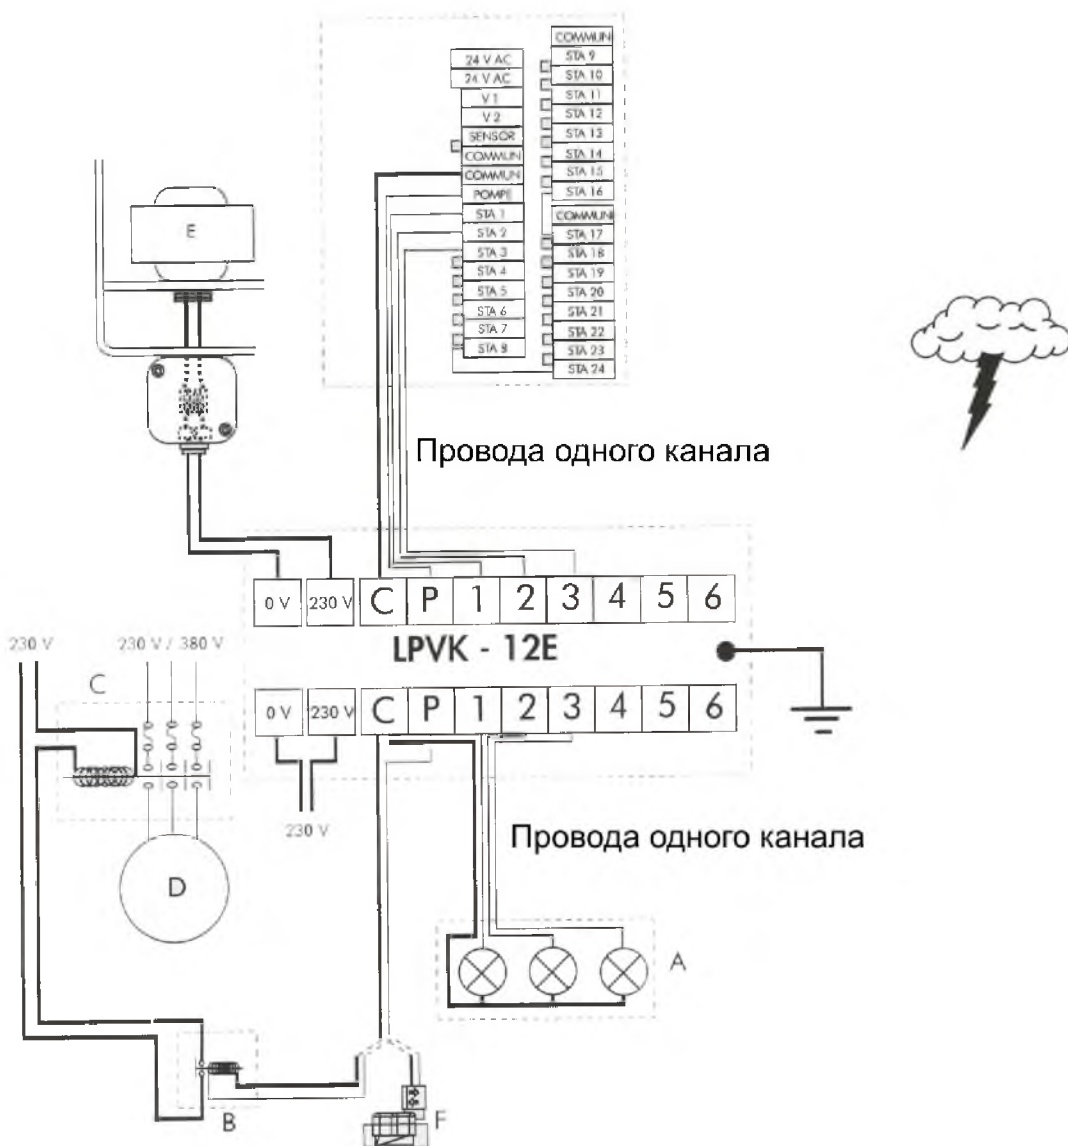 COMMUN
STA 9
STA 10
STA 11
STA 12
STA 13
STA 14
STA 15
STA 16
COMMUN
STA 17
STA 18
STA 19
STA 20
STA 21
STA 22
STA 23
STA 24
24 V AC
24 V AC
V 1
V 2
SENSOR
COMMUN
COMMUN
POMPE
STA 1
STA 2
STA 3
STA 4
STA 5
STA 6
STA 7
STA 8
E
Провода одного канала
0 V 230 V C P 1 2 3 4 5 6
LPVK - 12E
230 V
230 V / 380 V
C
0 V 230 V C P 1 2 3 4 5 6
230 V
Провода одного канала
D
A
B
F